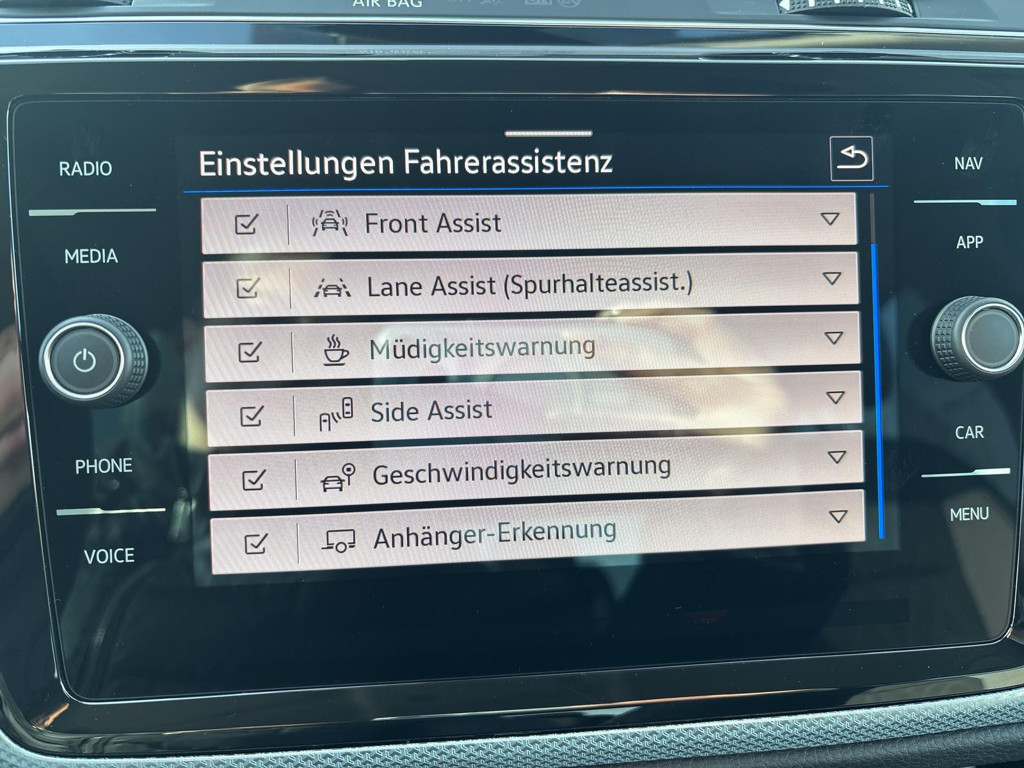 AIR BAG
Einstellungen Fahrerassistenz
RADIO
MEDIA
PHONE
VOICE
Front Assist
Lane Assist (Spurhalteassist.)
Müdigkeitswarnung
Side Assist
Geschwindigkeitswarnung
Anhänger-Erkennung
NAV
APP
CAR
MENU